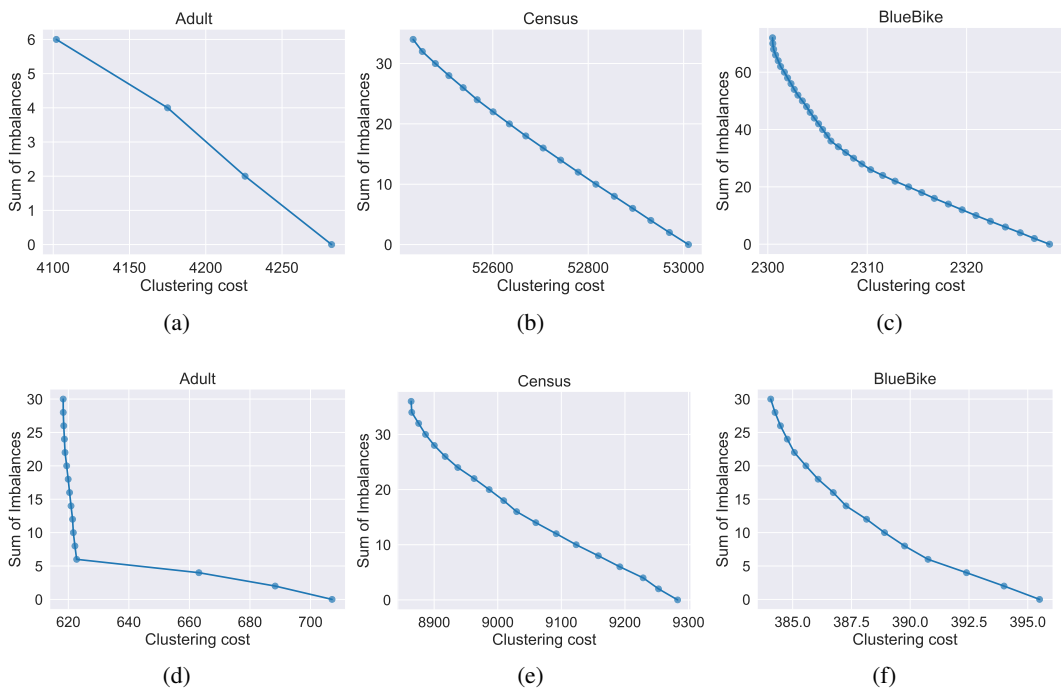 Adult
Sum of Imbalances
6
5
4
3
2
1
0
4100 4150 4200 4250
Clustering cost
(a)
Census
Sum of Imbalances
30
20
10
0
52600 52800 53000
Clustering cost
(b)
BlueBike
Sum of Imbalances
60
40
20
0
2300 2310 2320
Clustering cost
(c)
Adult
Sum of Imbalances
30
25
20
15
10
5
0
620 640 660 680 700
Clustering cost
(d)
Census
Sum of Imbalances
30
20
10
0
8900 9000 9100 9200 9300
Clustering cost
(e)
BlueBike
Sum of Imbalances
30
25
20
15
10
5
0
385.0 387.5 390.0 392.5 395.0
Clustering cost
(f)